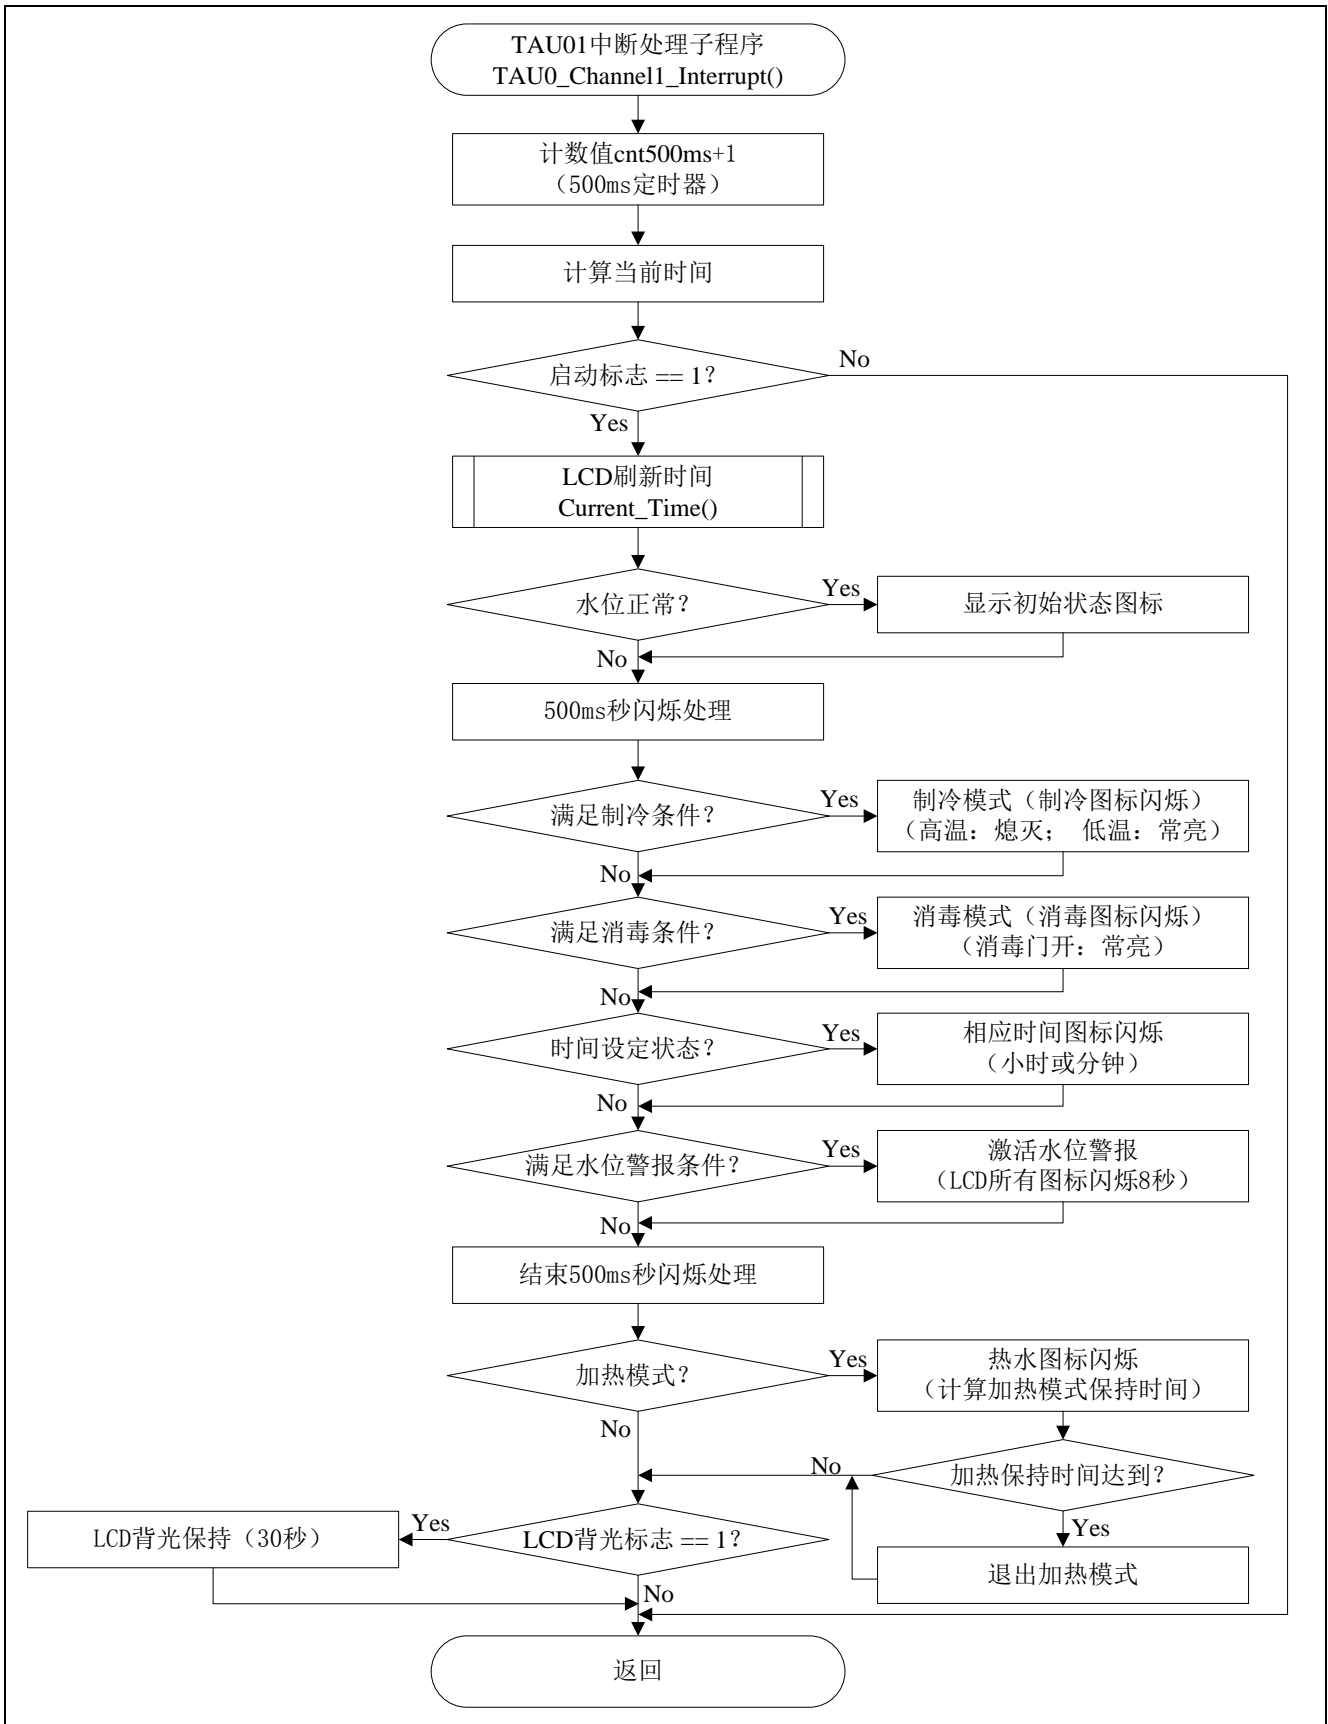 TAU01中断处理子程序
TAU0_Channel1_Interrupt()
计数值cnt500ms+1
（500ms定时器）
计算当前时间
启动标志 == 1?
No
Yes
LCD刷新时间
Current_Time()
水位正常?
Yes
显示初始状态图标
No
500ms秒闪烁处理
满足制冷条件?
Yes
制冷模式（制冷图标闪烁）
（高温：熄灭； 低温：常亮）
No
满足消毒条件?
Yes
消毒模式（消毒图标闪烁）
（消毒门开：常亮）
No
时间设定状态?
Yes
相应时间图标闪烁
（小时或分钟）
No
满足水位警报条件?
Yes
激活水位警报
（LCD所有图标闪烁8秒）
No
结束500ms秒闪烁处理
加热模式?
Yes
热水图标闪烁
（计算加热模式保持时间）
No
加热保持时间达到?
No
Yes
退出加热模式
LCD背光标志 == 1?
Yes
LCD背光保持（30秒）
No
返回